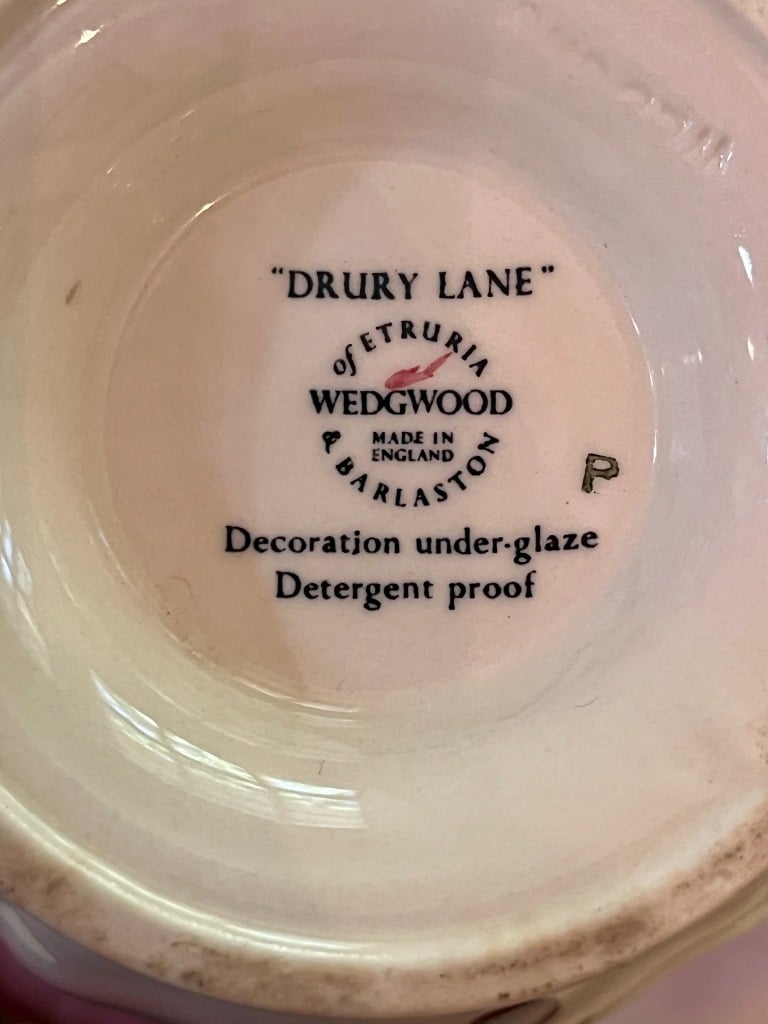 "DRURY LANE"
of ETRURIA
WEDGWOOD
MADE IN
ENGLAND
& BARLASTON
P
Decoration under-glaze
Detergent proof